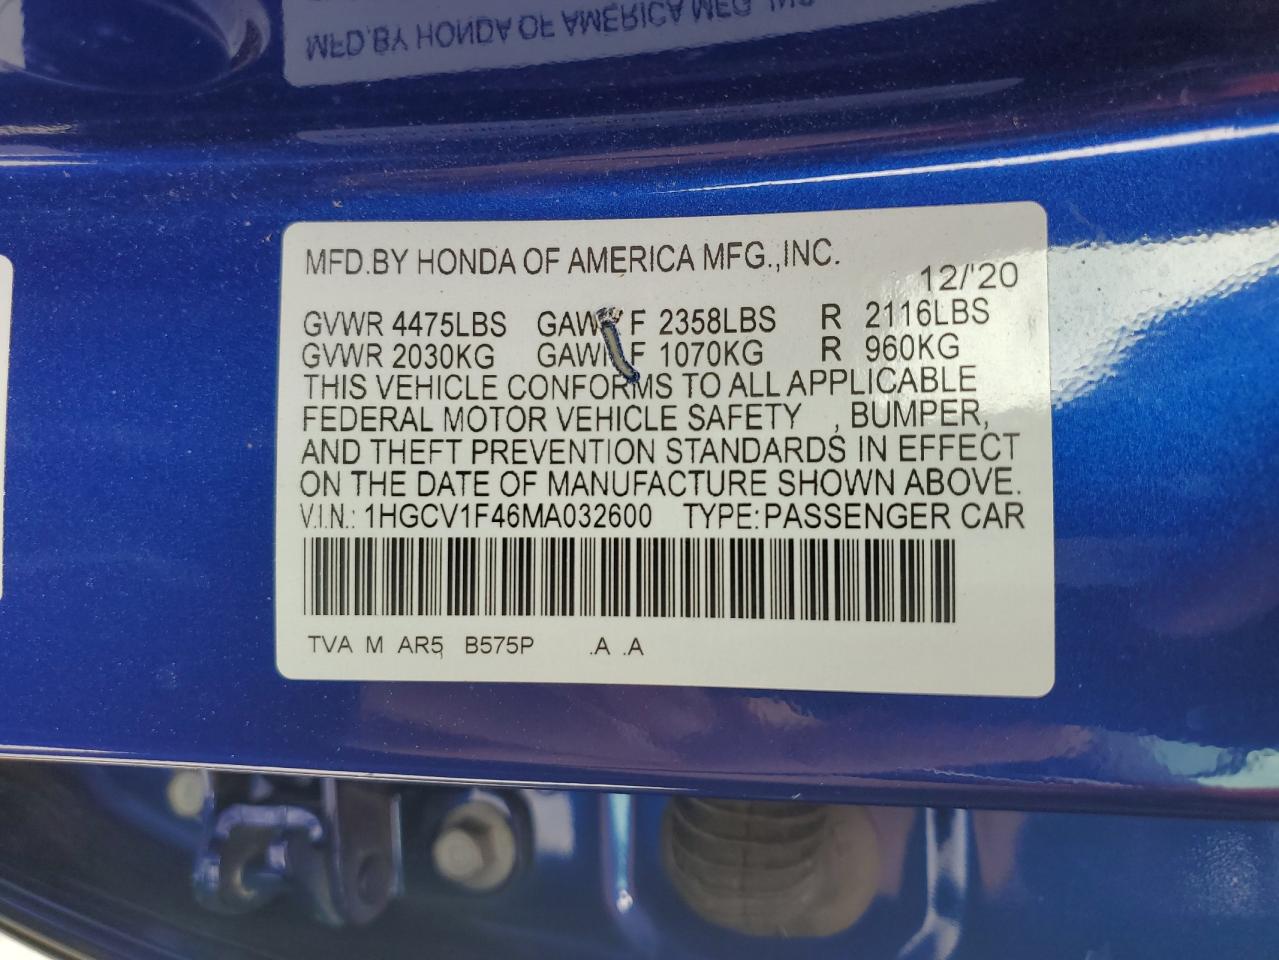 MFD.BY HONDA OF AMERICA MFG., INC.
MFD.BY HONDA OF AMERICA MFG.,INC.
12/'20
GVWR 4475LBS GAWR F 2358LBS R 2116LBS
GVWR 2030KG GAWR F 1070KG R 960KG
THIS VEHICLE CONFORMS TO ALL APPLICABLE
FEDERAL MOTOR VEHICLE SAFETY , BUMPER,
AND THEFT PREVENTION STANDARDS IN EFFECT
ON THE DATE OF MANUFACTURE SHOWN ABOVE.
V.I.N.: 1HGCV1F46MA032600 TYPE:PASSENGER CAR
TVA M AR5 B575P .A .A